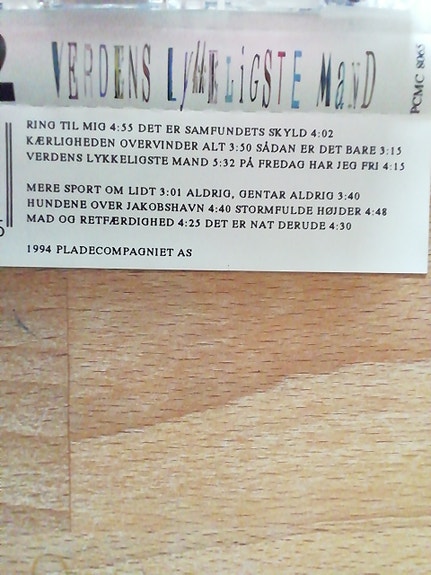 2
VERDENS LykkELiGSTE MaND
PCMC 8065
RING TIL MIG 4:55 DET ER SAMFUNDETS SKYLD 4:02
KÆRLIGHEDEN OVERVINDER ALT 3:50 SÅDAN ER DET BARE 3:15
VERDENS LYKKELIGSTE MAND 5:32 PÅ FREDAG HAR JEG FRI 4:15
MERE SPORT OM LIDT 3:01 ALDRIG, GENTAR ALDRIG 3:40
HUNDENE OVER JAKOBSHAVN 4:40 STORMFULDE HØJDER 4:48
MAD OG RETFÆRDIGHED 4:25 DET ER NAT DERUDE 4:30
1994 PLADECOMPAGNIET AS